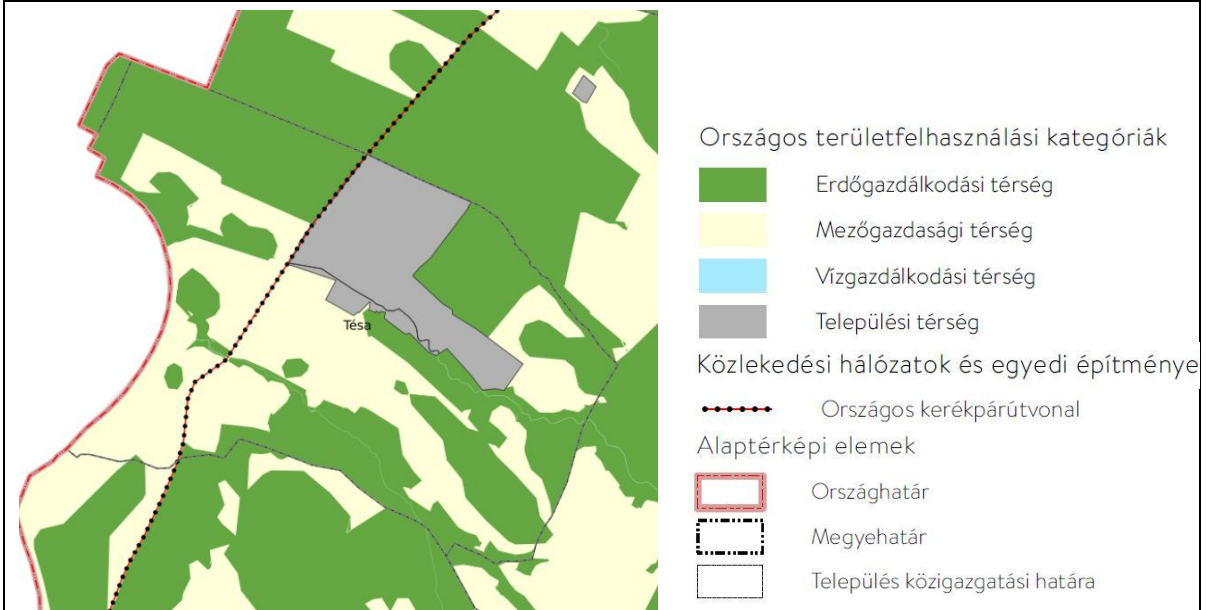 Tésa
Országos területfelhasználási kategóriák
Erdőgazdálkodási térség
Mezőgazdasági térség
Vízgazdálkodási térség
Települési térség
Közlekedési hálózatok és egyedi építménye
Országos kerékpárútvonal
Alaptérképi elemek
Országhatár
Megyehatár
Település közigazgatási határa